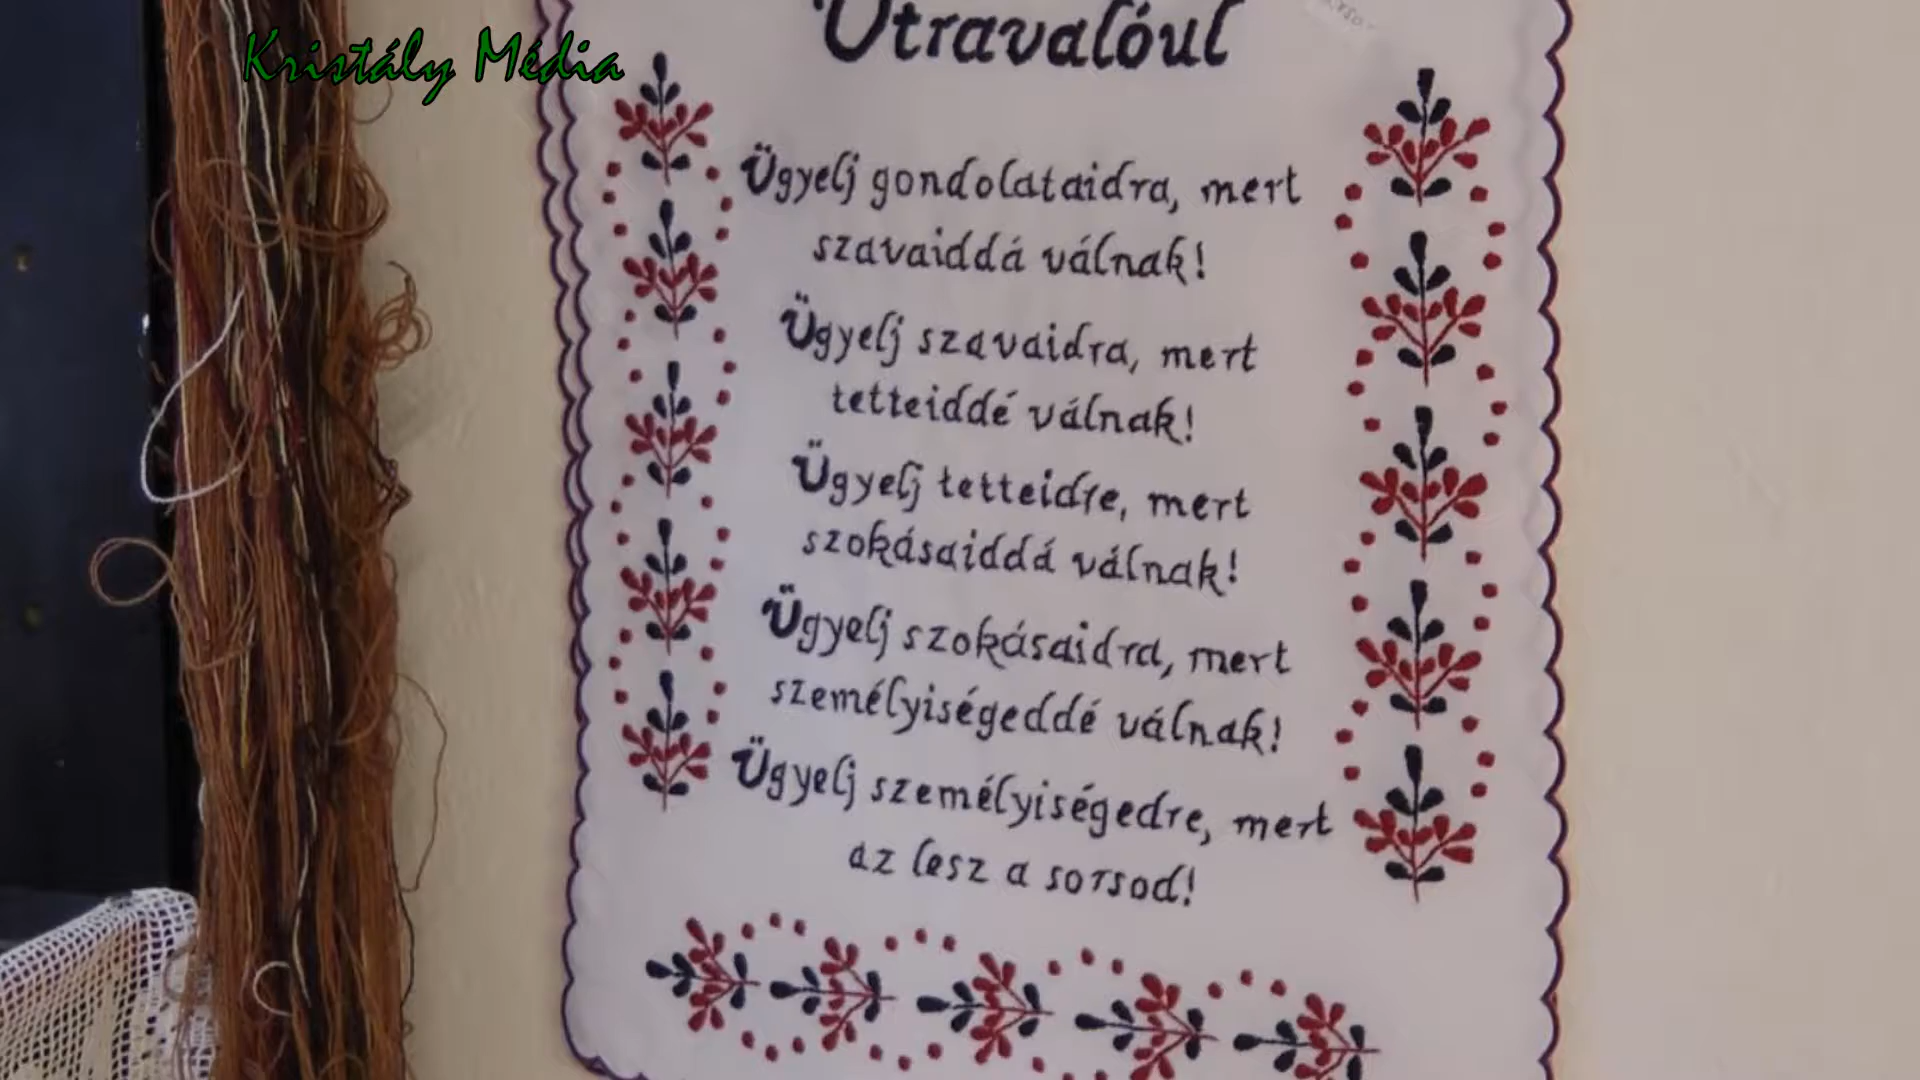 Kristály Média
Útravalóul
Ügyelj gondolataidra, mert
szavaiddá válnak!
Ügyelj szavaidra, mert
tetteiddé válnak!
Ügyelj tetteidre, mert
szokásaiddá válnak!
Ügyelj szokásaidra, mert
személyiségeddé válnak!
Ügyelj személyiségedre, mert
az lesz a sorsod!